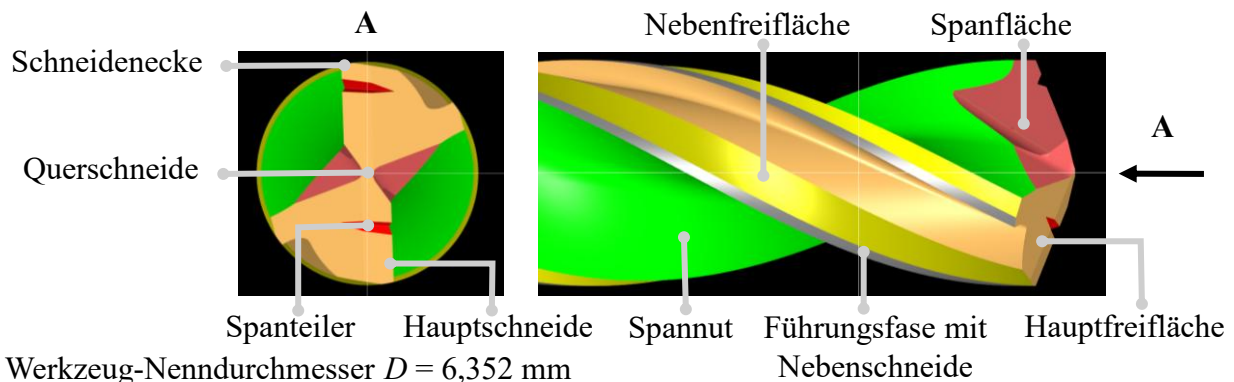 A
Nebenfreifläche
Spanfläche
Schneidenecke
A
Querschneide
Spanteiler
Hauptschneide
Spannut
Führungsfase mit
Nebenschneide
Hauptfreifläche
Werkzeug-Nenndurchmesser D = 6,352 mm